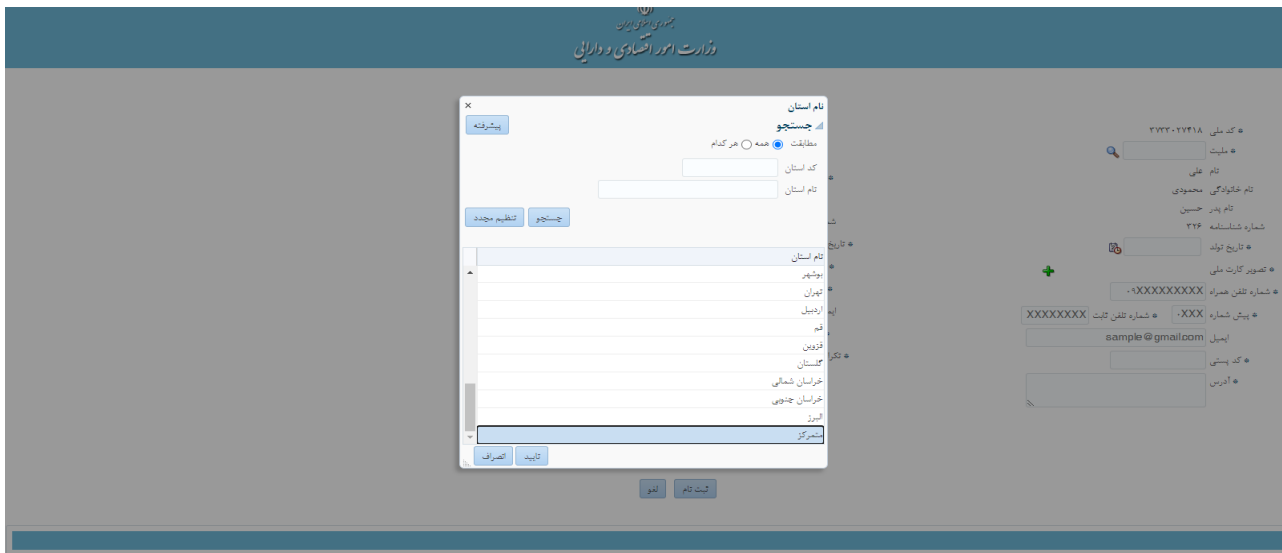 جمهوری اسلامی ایران
وزارت امور اقتصادی و دارایی
نام استان
×
جستجو
پیشرفته
مطابقت همه هر کدام
کد استان
نام استان
جستجو
تنظیم مجدد
نام استان
بوشهر
تهران
اردبیل
قم
قزوین
گلستان
خراسان شمالی
خراسان جنوبی
البرز
متمرکز
تایید
انصراف
* کد ملی ۳۷۳۳۰۲۷۴۱۸
* ملیت
نام علی
نام خانوادگی محمودی
نام پدر حسین
شماره شناسنامه ۳۲۶
* تاریخ تولد
* تصویر کارت ملی
* شماره تلفن همراه ۰۹XXXXXXXXX
* پیش شماره ۰XXX * شماره تلفن ثابت XXXXXXXX
ایمیل sample@gmail.com
* کد پستی
* آدرس
* تاریخ
* تکرا
ثبت نام
لغو